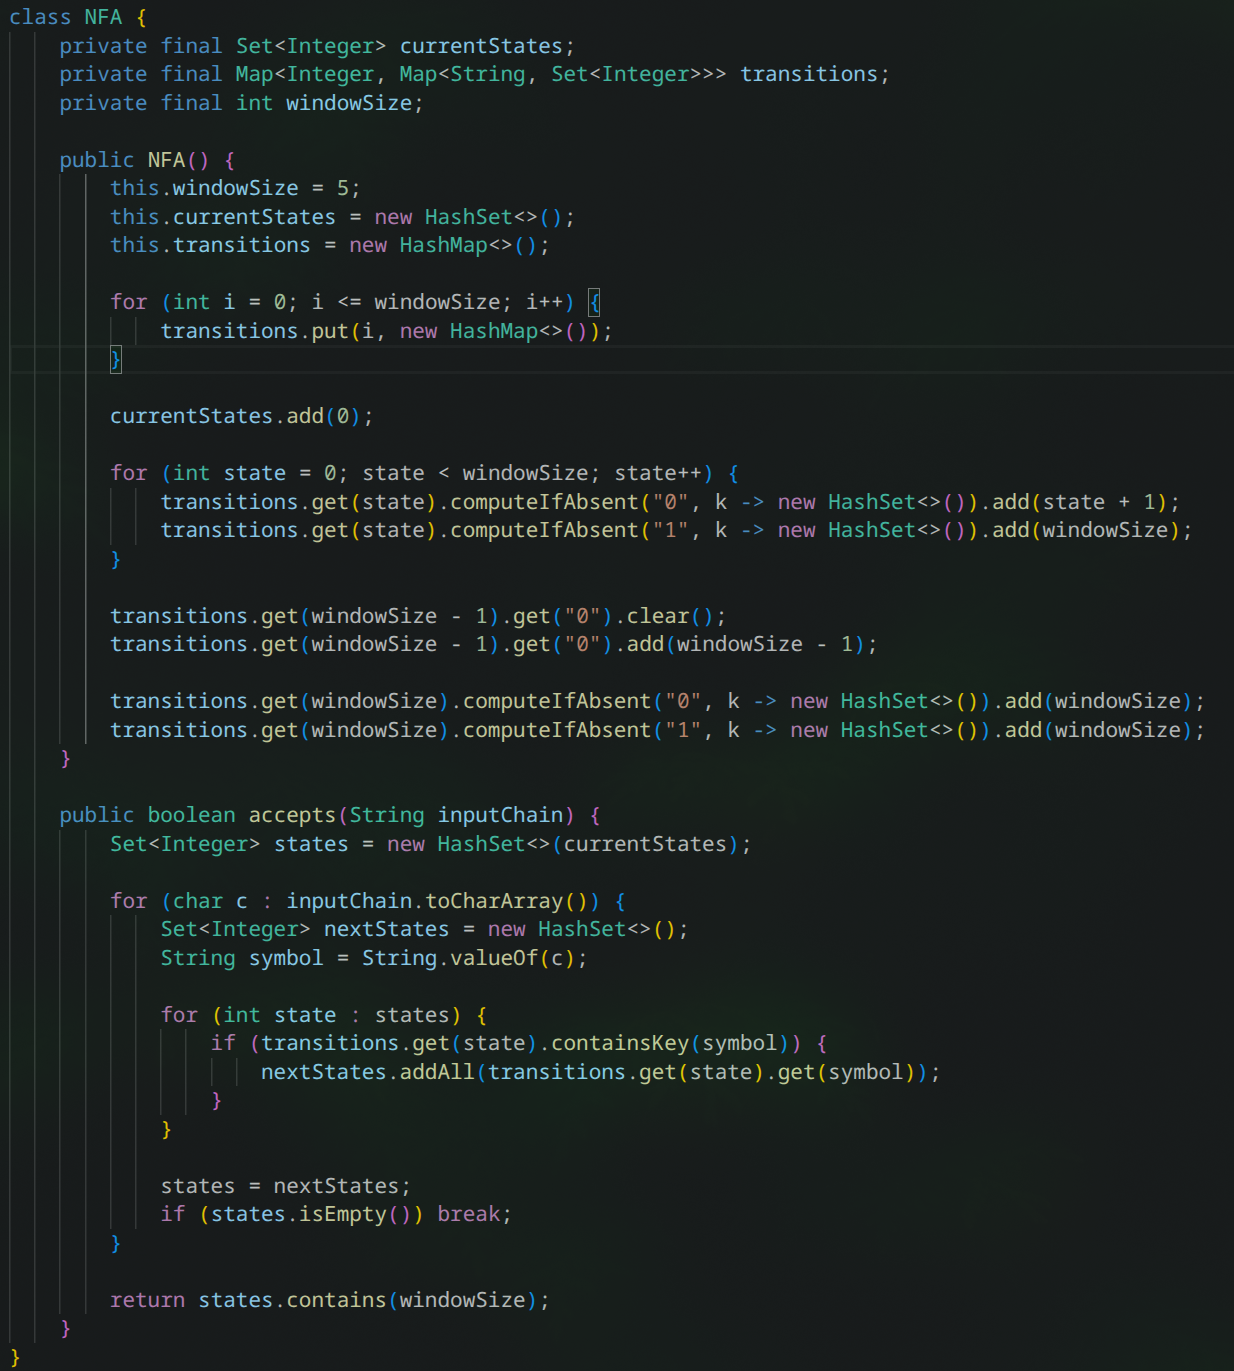 class NFA {
    private final Set<Integer> currentStates;
    private final Map<Integer, Map<String, Set<Integer>>> transitions;
    private final int windowSize;

    public NFA() {
        this.windowSize = 5;
        this.currentStates = new HashSet<>();
        this.transitions = new HashMap<>();

        for (int i = 0; i <= windowSize; i++) {
            transitions.put(i, new HashMap<>());
        }

        currentStates.add(0);

        for (int state = 0; state < windowSize; state++) {
            transitions.get(state).computeIfAbsent("0", k -> new HashSet<>()).add(state + 1);
            transitions.get(state).computeIfAbsent("1", k -> new HashSet<>()).add(windowSize);
        }

        transitions.get(windowSize - 1).get("0").clear();
        transitions.get(windowSize - 1).get("0").add(windowSize - 1);

        transitions.get(windowSize).computeIfAbsent("0", k -> new HashSet<>()).add(windowSize);
        transitions.get(windowSize).computeIfAbsent("1", k -> new HashSet<>()).add(windowSize);
    }

    public boolean accepts(String inputChain) {
        Set<Integer> states = new HashSet<>(currentStates);

        for (char c : inputChain.toCharArray()) {
            Set<Integer> nextStates = new HashSet<>();
            String symbol = String.valueOf(c);

            for (int state : states) {
                if (transitions.get(state).containsKey(symbol)) {
                    nextStates.addAll(transitions.get(state).get(symbol));
                }
            }

            states = nextStates;
            if (states.isEmpty()) break;
        }

        return states.contains(windowSize);
    }
}